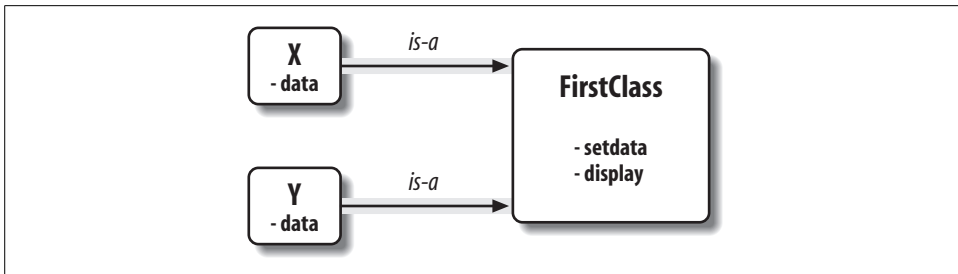 X
- data
is-a
FirstClass
- setdata
- display
Y
- data
is-a